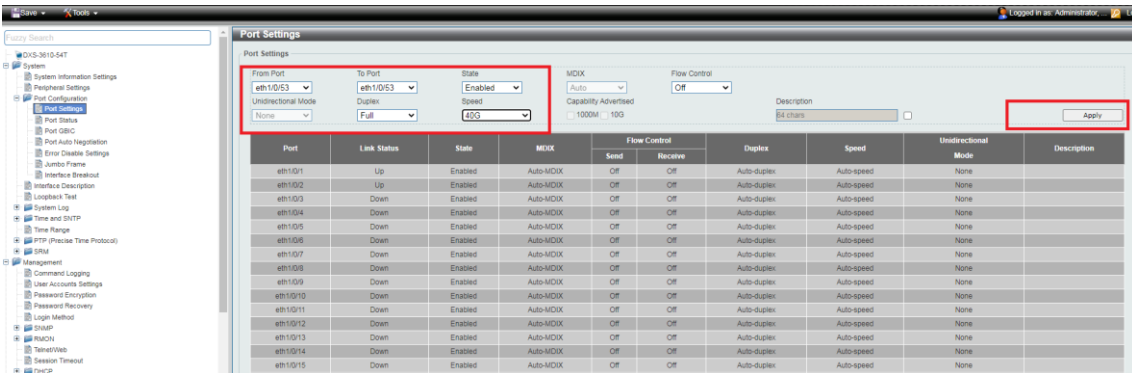 Save Tools Logged in as: Administrator, ...
Fuzzy Search
DXS-3610-54T
System
System Information Settings
Peripheral Settings
Port Configuration
Port Settings
Port Status
Port GBIC
Port Auto Negotiation
Error Disable Settings
Jumbo Frame
Interface Breakout
Interface Description
Loopback Test
System Log
Time and SNTP
Time Range
PTP (Precise Time Protocol)
SRM
Management
Command Logging
User Accounts Settings
Password Encryption
Password Recovery
Login Method
SNMP
RMON
Telnet/Web
Session Timeout
DHCP
Port Settings
Port Settings
From Port To Port State MDIX Flow Control
eth1/0/53 eth1/0/53 Enabled Auto Off
Unidirectional Mode Duplex Speed Capability Advertised Description
None Full 40G 1000M 10G 64 chars Apply
Port Link Status State MDIX Flow Control Duplex Speed Unidirectional Mode Description
Send Receive
eth1/0/1 Up Enabled Auto-MDIX Off Off Auto-duplex Auto-speed None
eth1/0/2 Up Enabled Auto-MDIX Off Off Auto-duplex Auto-speed None
eth1/0/3 Down Enabled Auto-MDIX Off Off Auto-duplex Auto-speed None
eth1/0/4 Down Enabled Auto-MDIX Off Off Auto-duplex Auto-speed None
eth1/0/5 Down Enabled Auto-MDIX Off Off Auto-duplex Auto-speed None
eth1/0/6 Down Enabled Auto-MDIX Off Off Auto-duplex Auto-speed None
eth1/0/7 Down Enabled Auto-MDIX Off Off Auto-duplex Auto-speed None
eth1/0/8 Down Enabled Auto-MDIX Off Off Auto-duplex Auto-speed None
eth1/0/9 Down Enabled Auto-MDIX Off Off Auto-duplex Auto-speed None
eth1/0/10 Down Enabled Auto-MDIX Off Off Auto-duplex Auto-speed None
eth1/0/11 Down Enabled Auto-MDIX Off Off Auto-duplex Auto-speed None
eth1/0/12 Down Enabled Auto-MDIX Off Off Auto-duplex Auto-speed None
eth1/0/13 Down Enabled Auto-MDIX Off Off Auto-duplex Auto-speed None
eth1/0/14 Down Enabled Auto-MDIX Off Off Auto-duplex Auto-speed None
eth1/0/15 Down Enabled Auto-MDIX Off Off Auto-duplex Auto-speed None